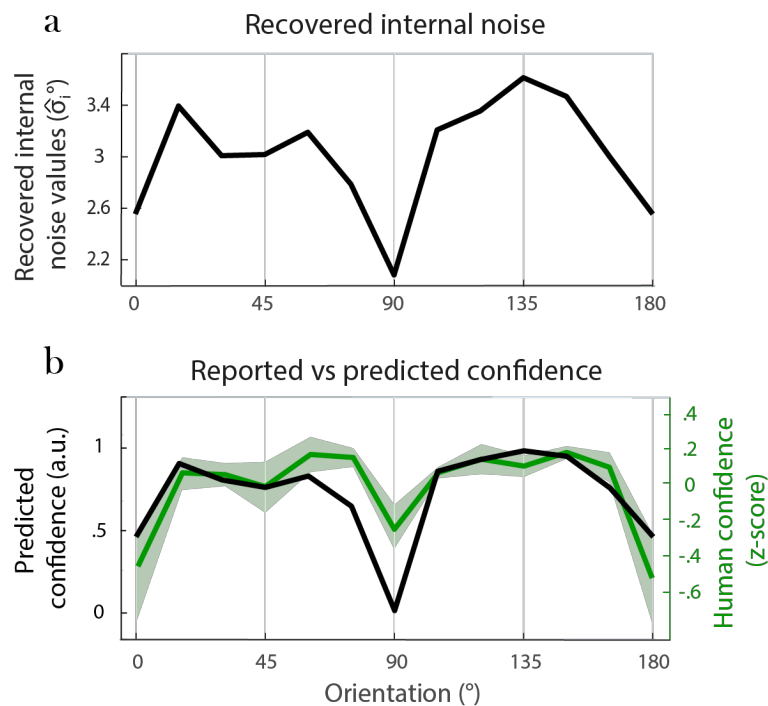 a
Recovered internal noise
Recovered internal
noise valules (σ̂ᵢ°)
3.4
3
2.6
2.2
0
45
90
135
180
b
Reported vs predicted confidence
Predicted
confidence (a.u.)
1
.5
0
.4
.2
0
-.2
-.4
-.6
Human confidence
(z-score)
0
45
90
135
180
Orientation (°)